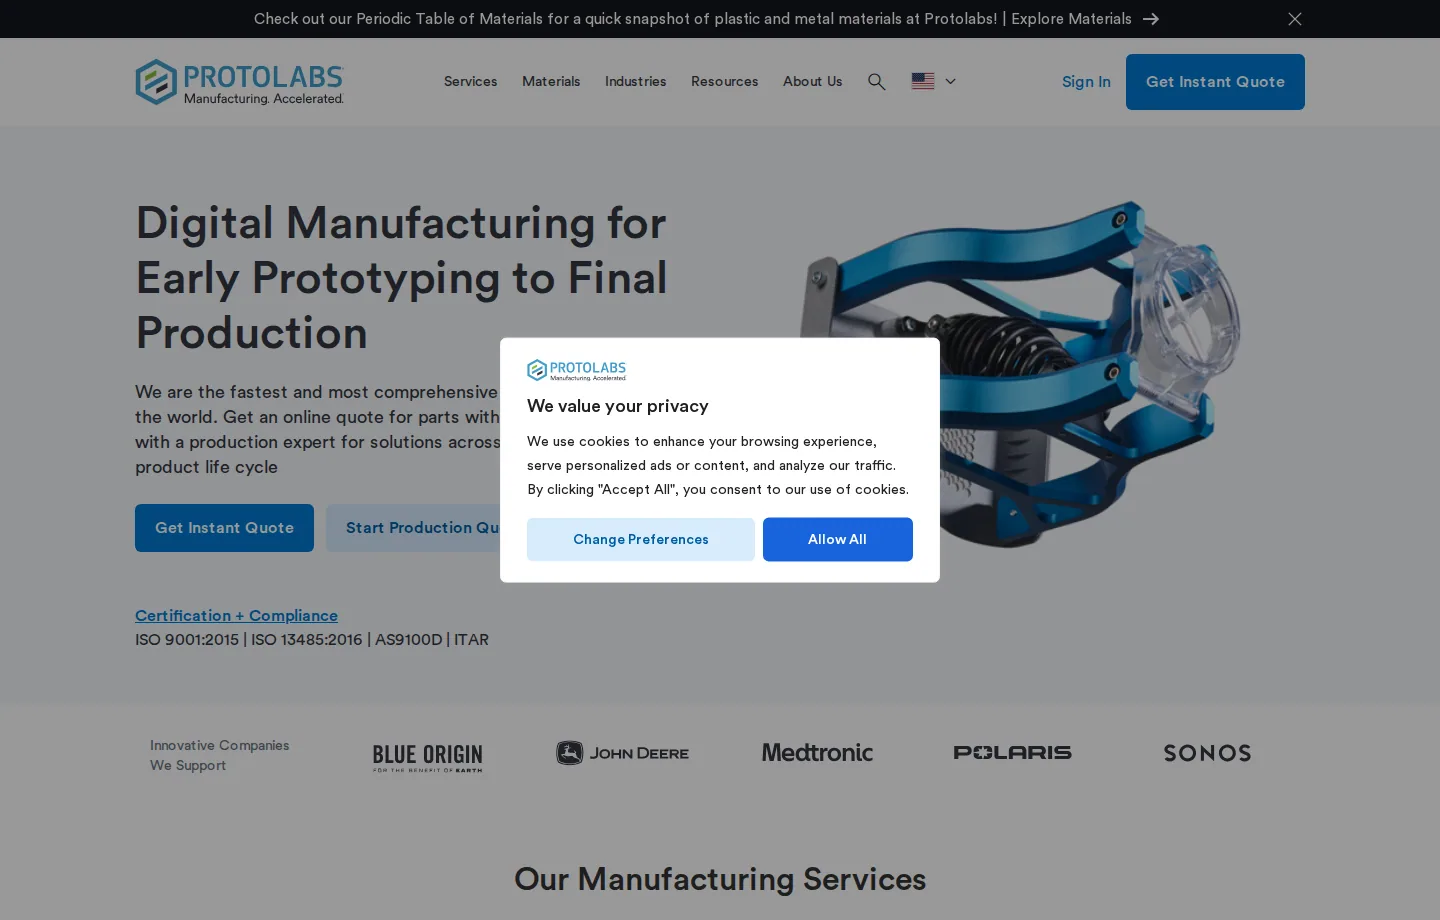 Check out our Periodic Table of Materials for a quick snapshot of plastic and metal materials at Protolabs! | Explore Materials
PROTOLABS
Manufacturing. Accelerated.
Services
Materials
Industries
Resources
About Us
Sign In
Get Instant Quote
Digital Manufacturing for
Early Prototyping to Final
Production
We are the fastest and most comprehensive
the world. Get an online quote for parts with
with a production expert for solutions across
product life cycle
Get Instant Quote
Start Production
Certification + Compliance
ISO 9001:2015 | ISO 13485:2016 | AS9100D | ITAR
PROTOLABS
Manufacturing. Accelerated.
We value your privacy
We use cookies to enhance your browsing experience,
serve personalized ads or content, and analyze our traffic.
By clicking "Accept All", you consent to our use of cookies.
Change Preferences
Allow All
Innovative Companies
We Support
BLUE ORIGIN
FOR THE BENEFIT OF EARTH
JOHN DEERE
Medtronic
POLARIS
SONOS
Our Manufacturing Services